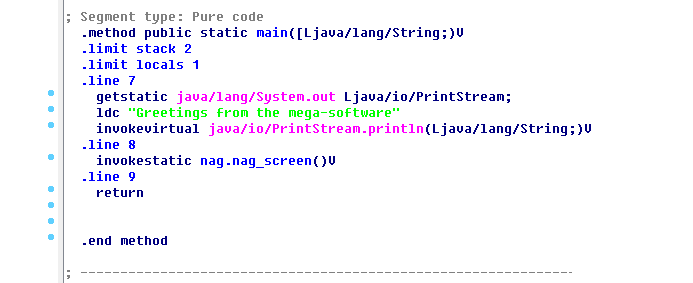 ; Segment type: Pure code
.method public static main([Ljava/lang/String;)V
.limit stack 2
.limit locals 1
.line 7
getstatic java/lang/System.out Ljava/io/PrintStream;
ldc "Greetings from the mega-software"
invokevirtual java/io/PrintStream.println(Ljava/lang/String;)V
.line 8
invokestatic nag.nag_screen()V
.line 9
return
.end method
; ---------------------------------------------------------------